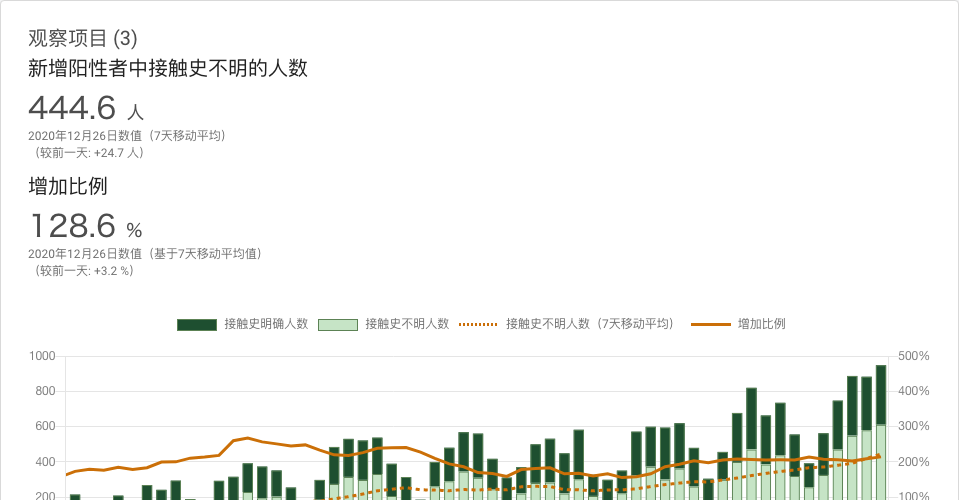 观察项目 (3)
新增阳性者中接触史不明的人数
444.6 人
2020年12月26日数值（7天移动平均）
（较前一天: +24.7 人）
增加比例
128.6 %
2020年12月26日数值（基于7天移动平均值）
（较前一天: +3.2 %）
接触史明确人数 接触史不明人数 接触史不明人数（7天移动平均） 增加比例
1000 500%
800 400%
600 300%
400 200%
200 100%